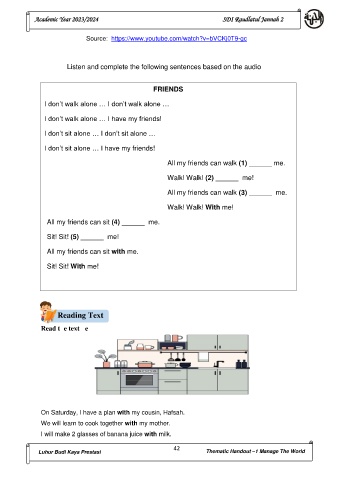 Academic Year 2023/2024 SDI Raudlatul Jannah 2
Source: https://www.youtube.com/watch?v=bVCKj0T9-gc
Listen and complete the following sentences based on the audio
FRIENDS
I don't walk alone … I don't walk alone …
I don't walk alone … I have my friends!
I don't sit alone … I don't sit alone …
I don't sit alone … I have my friends!
All my friends can walk (1) ______ me.
Walk! Walk! (2) ______ me!
All my friends can walk (3) ______ me.
Walk! Walk! With me!
All my friends can sit (4) ______ me.
Sit! Sit! (5) ______ me!
All my friends can sit with me.
Sit! Sit! With me!
Reading Text
Read t e text e
On Saturday, I have a plan with my cousin, Hafsah.
We will learn to cook together with my mother.
I will make 2 glasses of banana juice with milk.
Luhur Budi Kaya Prestasi 42 Thematic Handout – I Manage The World